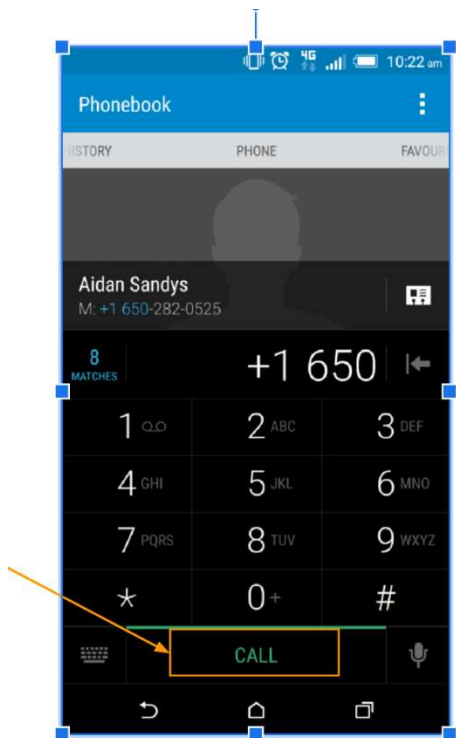 4G 10:22 am
Phonebook
HISTORY PHONE FAVOUR
Aidan Sandys
M: +1 650-282-0525
8 +1 650
MATCHES
1 2 ABC 3 DEF
4 GHI 5 JKL 6 MNO
7 PQRS 8 TUV 9 WXYZ
* 0 + #
CALL